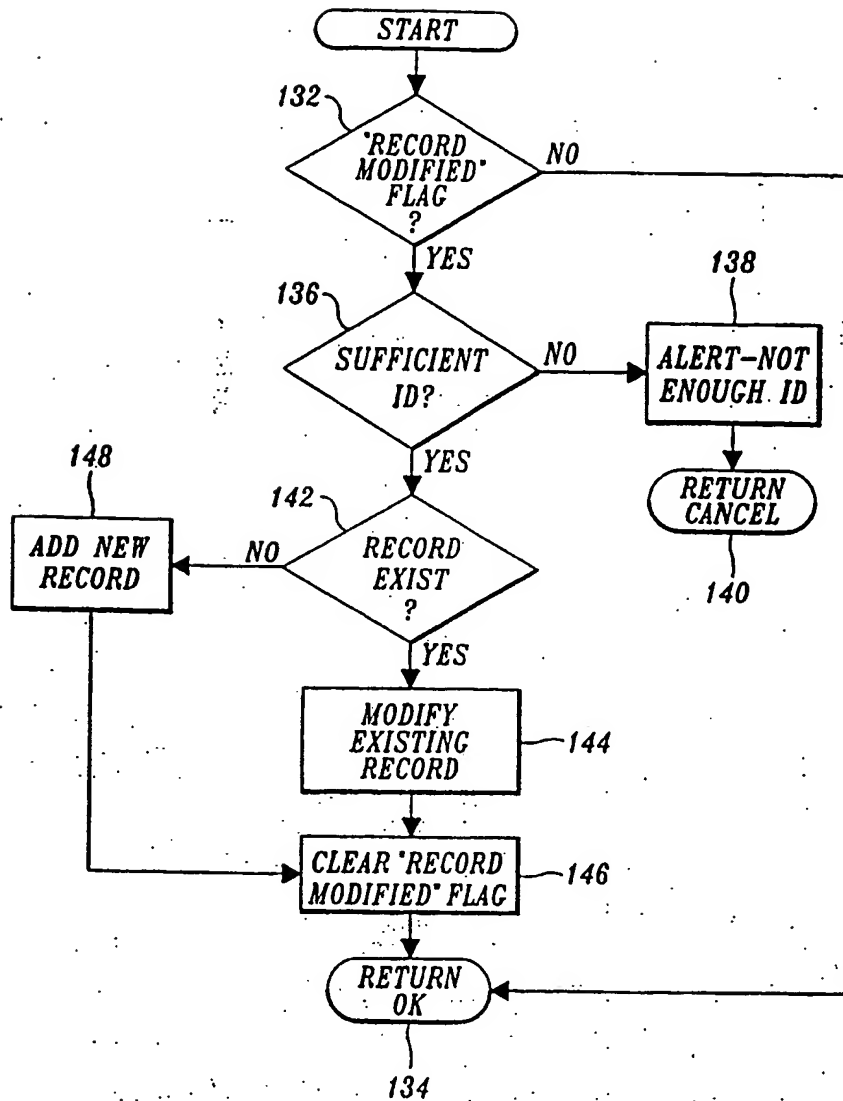 START
132
"RECORD
MODIFIED"
FLAG
?
NO
YES
136
SUFFICIENT
ID?
NO
138
ALERT-NOT
ENOUGH ID
YES
RETURN
CANCEL
140
148
ADD NEW
RECORD
142
NO
RECORD
EXIST
?
YES
MODIFY
EXISTING
RECORD
144
CLEAR "RECORD
MODIFIED" FLAG
146
RETURN
OK
134